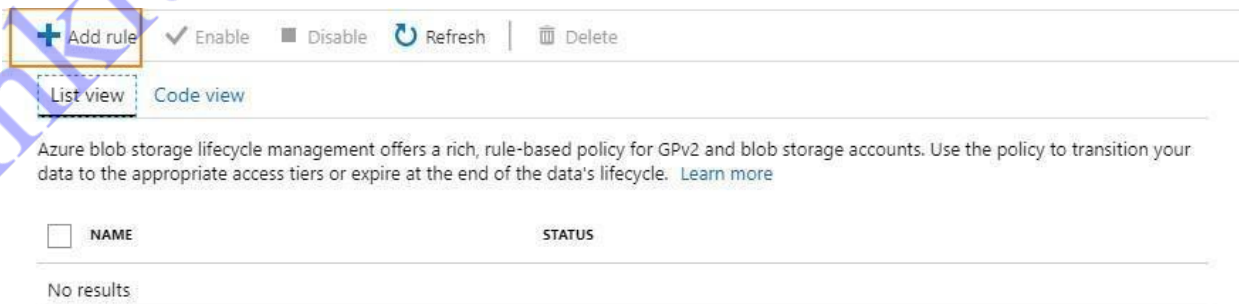 Add rule Enable Disable Refresh Delete
List view Code view
Azure blob storage lifecycle management offers a rich, rule-based policy for GPv2 and blob storage accounts. Use the policy to transition your
data to the appropriate access tiers or expire at the end of the data's lifecycle. Learn more
NAME STATUS
No results